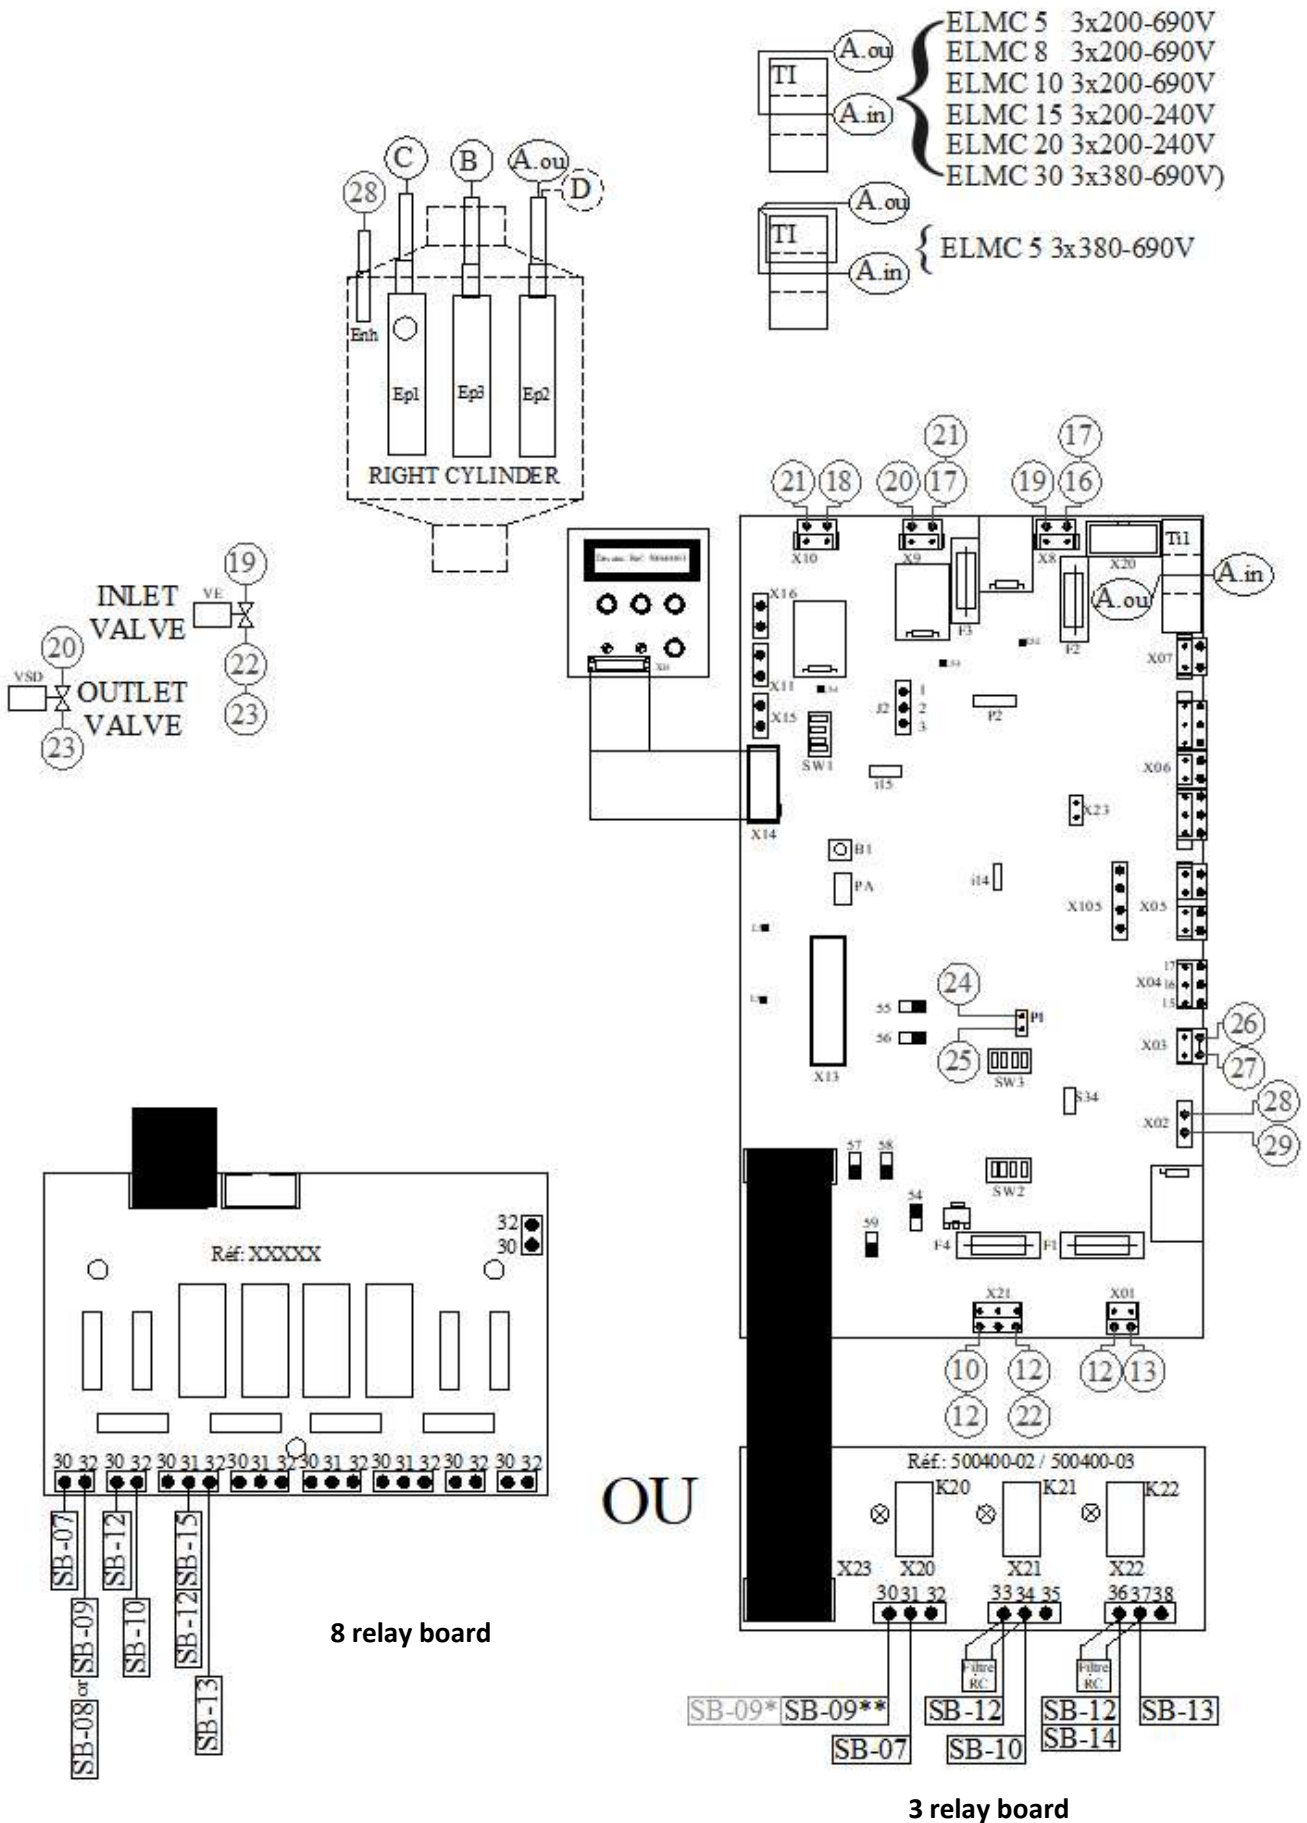 ELMC 5 3x200-690V
ELMC 8 3x200-690V
ELMC 10 3x200-690V
ELMC 15 3x200-240V
ELMC 20 3x200-240V
ELMC 30 3x380-690V)
A.ou
TI
A.in
A.ou
TI
A.in
ELMC 5 3x380-690V
28
C
B
A.ou
D
Enh
Ep1
Ep3
Ep2
RIGHT CYLINDER
INLET
VALVE
VE
19
22
23
20
VSD
OUTLET
VALVE
23
21
17
21
18
20
17
19
16
X10
X9
X8
X20
Ti1
A.ou
A.in
F3
F2
X16
X11
X15
X07
J2
1
2
3
P2
SW1
i15
X06
X23
X14
B1
PA
i14
X105
X05
24
25
P1
X04
17
16
15
55
56
X13
SW3
X03
26
27
S34
X02
28
29
57
58
SW2
54
59
F4
F1
X21
X01
10
12
12
13
12
22
Réf: XXXXX
32
30
30 32
30 32
30 31 32
30 31 32
30 31 32
30 31 32
30 32
30 32
SB-07
SB-08 or SB-09
SB-12
SB-10
SB-12 SB-15
SB-13
8 relay board
OU
Réf.: 500400-02 / 500400-03
K20
K21
K22
X23
X20
X21
X22
30 31 32
33 34 35
36 37 38
Filtre
RC
Filtre
RC
SB-09* SB-09**
SB-12
SB-12
SB-13
SB-07
SB-10
SB-14
3 relay board